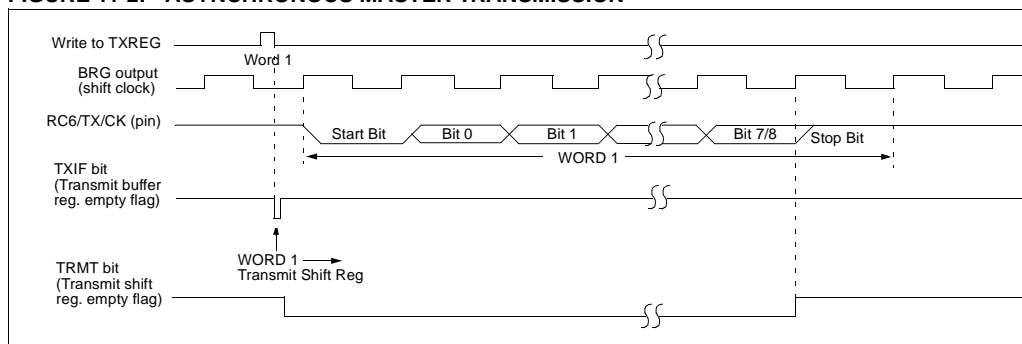 FIGURE 11-2: ASYNCHRONOUS MASTER TRANSMISSION
Write to TXREG
Word 1
BRG output
(shift clock)
RC6/TX/CK (pin)
Start Bit
Bit 0
Bit 1
Bit 7/8
Stop Bit
WORD 1
TXIF bit
(Transmit buffer
reg. empty flag)
WORD 1
Transmit Shift Reg
TRMT bit
(Transmit shift
reg. empty flag)